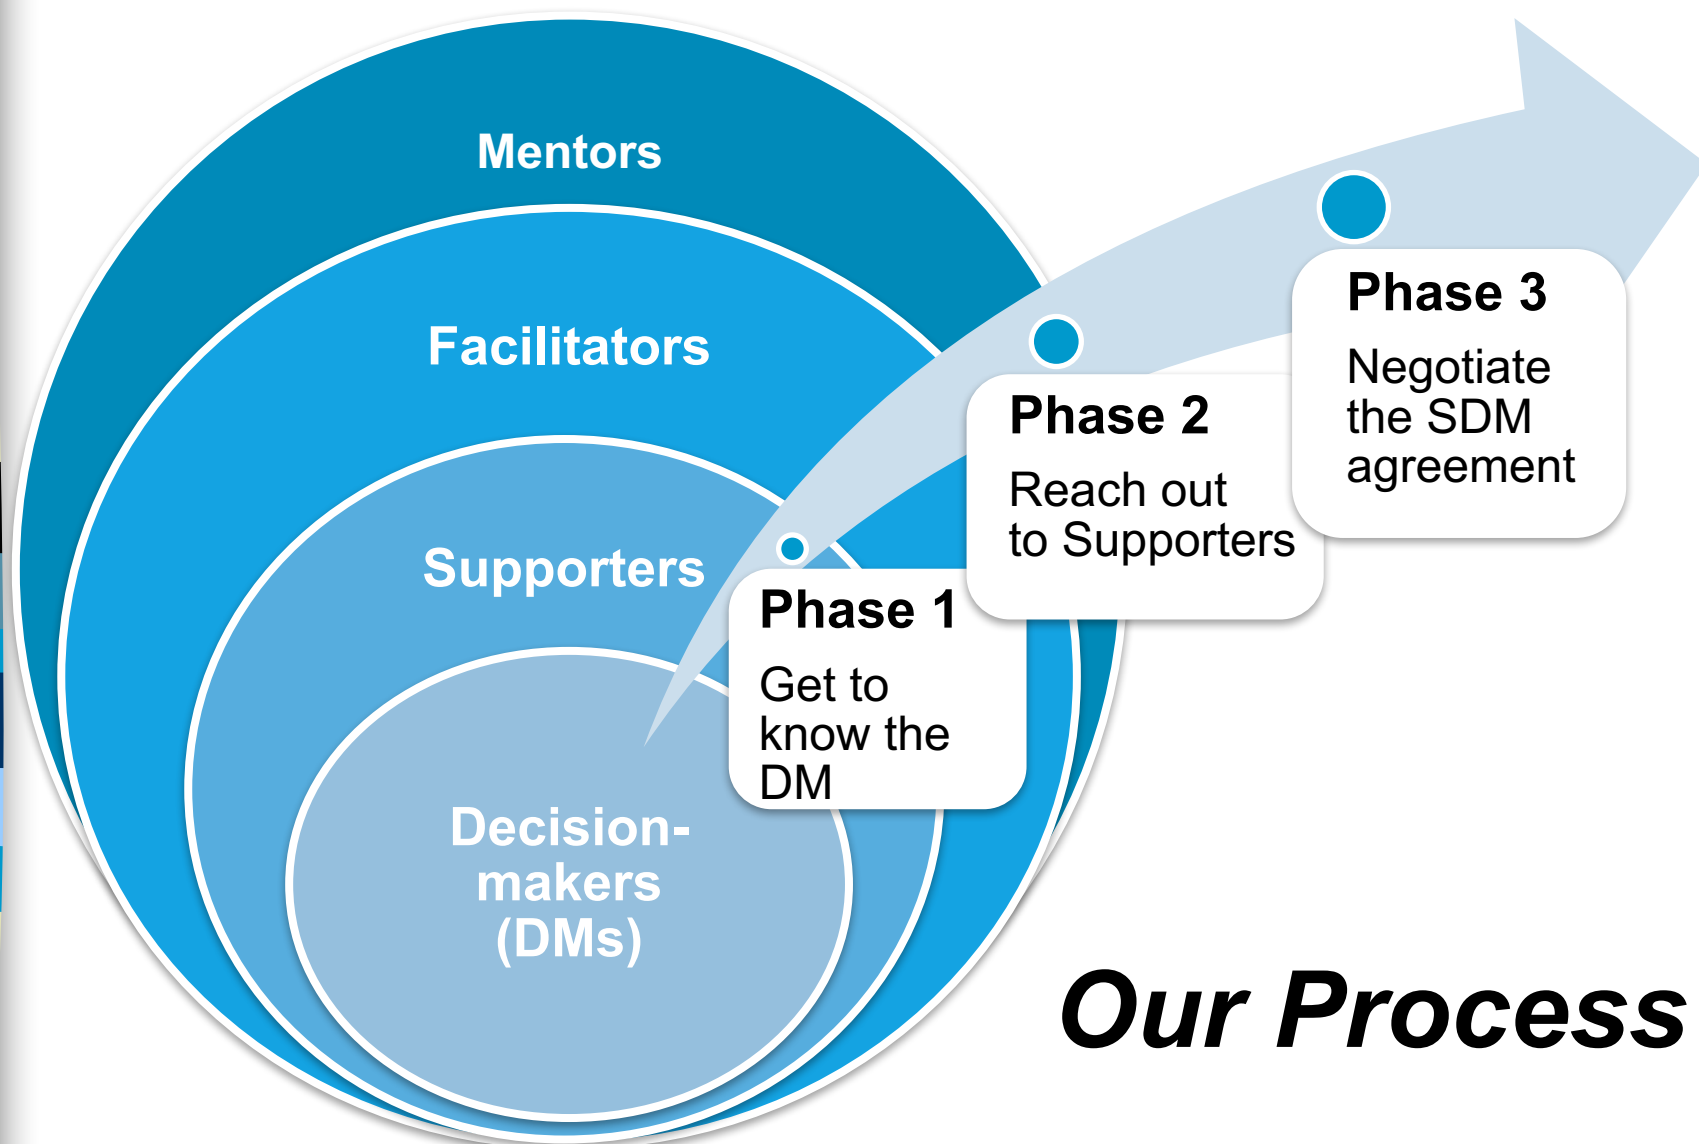 Mentors
Facilitators
Supporters
Decision-
makers
(DMs)
Phase 1
Get to
know the
DM
Phase 2
Reach out
to Supporters
Phase 3
Negotiate
the SDM
agreement
Our Process